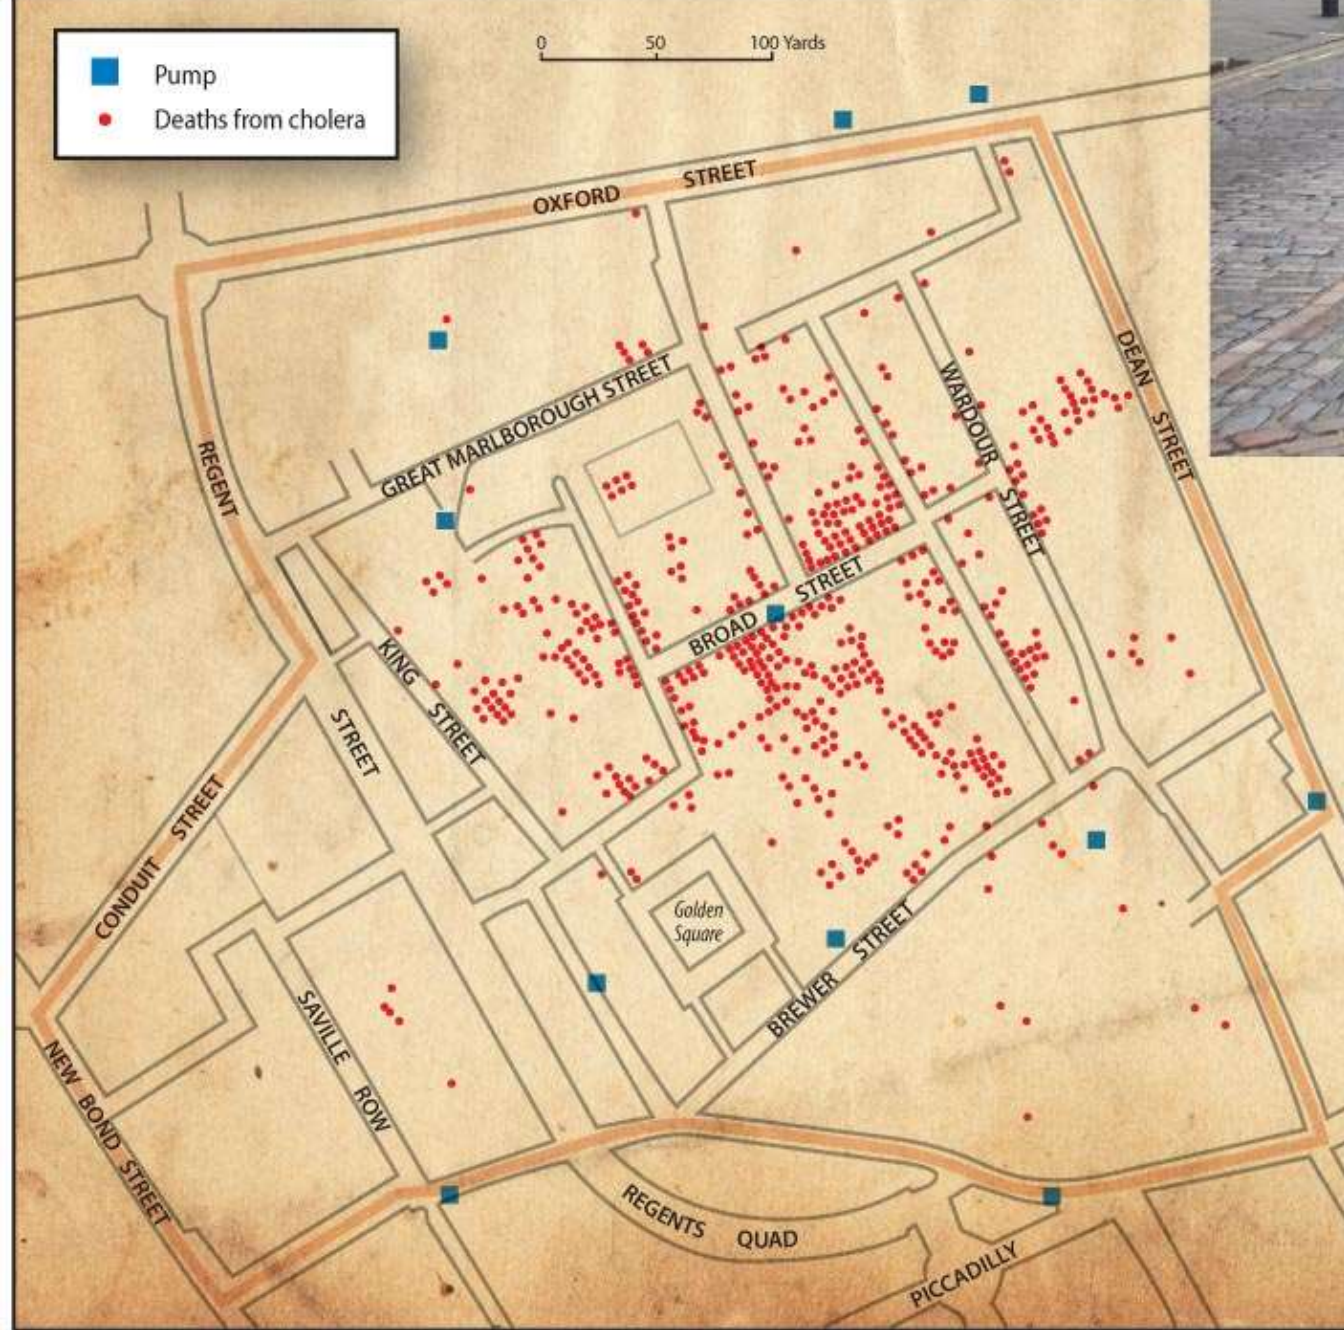 Pump
Deaths from cholera
0 50 100 Yards
OXFORD STREET
REGENT STREET
GREAT MARLBOROUGH STREET
WARDOUR STREET
DEAN STREET
BROAD STREET
KING STREET
CONDUIT STREET
Golden
Square
BREWER STREET
SAVILLE ROW
NEW BOND STREET
REGENTS QUAD
PICCADILLY